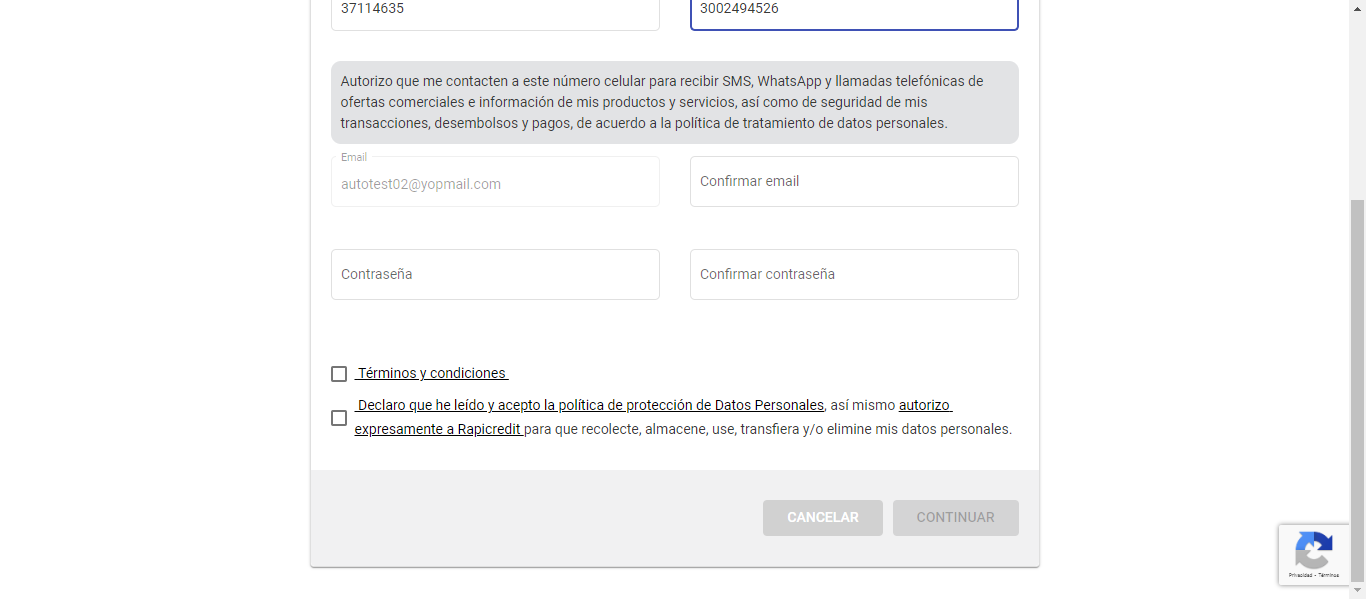 37114635
3002494526
Autorizo que me contacten a este número celular para recibir SMS, WhatsApp y llamadas telefónicas de
ofertas comerciales e información de mis productos y servicios, así como de seguridad de mis
transacciones, desembolsos y pagos, de acuerdo a la política de tratamiento de datos personales.
Email
autotest02@yopmail.com
Confirmar email
Contraseña
Confirmar contraseña
Términos y condiciones
Declaro que he leído y acepto la política de protección de Datos Personales, así mismo autorizo
expresamente a Rapicredit para que recolecte, almacene, use, transfiera y/o elimine mis datos personales.
CANCELAR
CONTINUAR
Privacidad - Términos